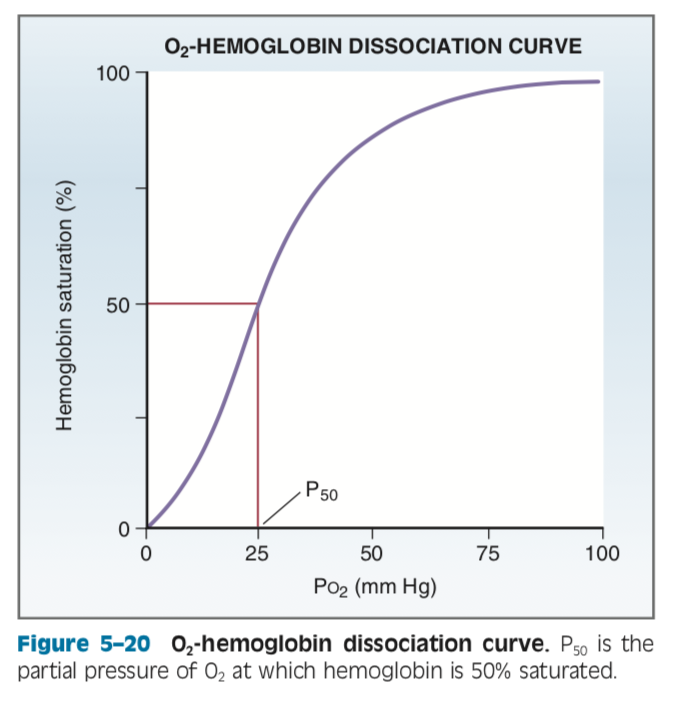 O₂-HEMOGLOBIN DISSOCIATION CURVE
100
50
0
Hemoglobin saturation (%)
P₅₀
0 25 50 75 100
PO₂ (mm Hg)
Figure 5–20 O₂-hemoglobin dissociation curve. P₅₀ is the
partial pressure of O₂ at which hemoglobin is 50% saturated.